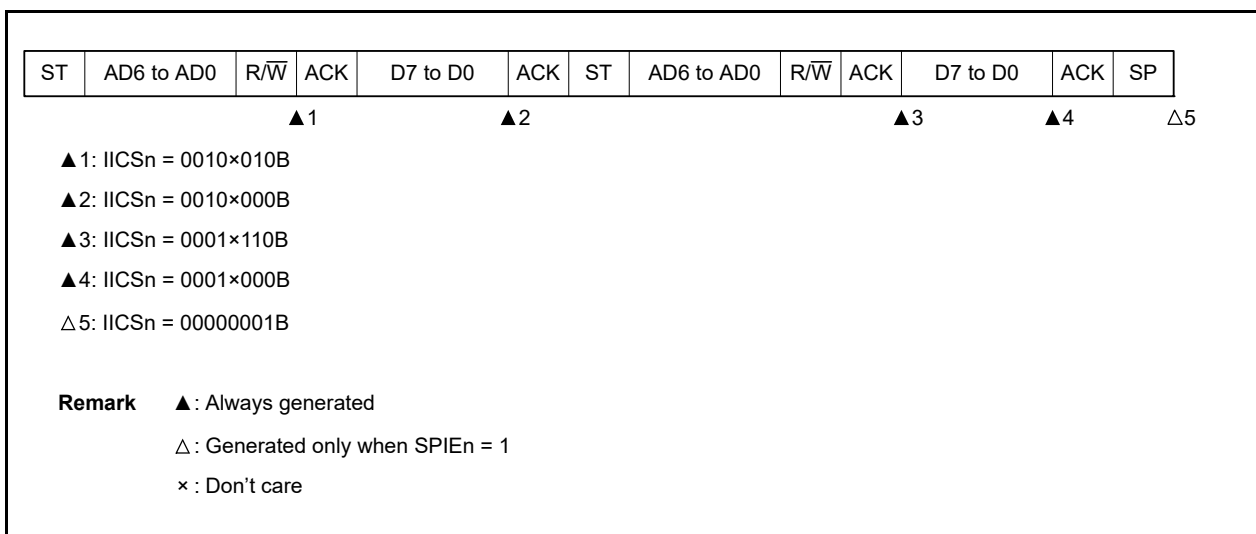 ST AD6 to AD0 R/W̅ ACK D7 to D0 ACK ST AD6 to AD0 R/W̅ ACK D7 to D0 ACK SP
▲1 ▲2 ▲3 ▲4 △5
▲1: IICSn = 0010×010B
▲2: IICSn = 0010×000B
▲3: IICSn = 0001×110B
▲4: IICSn = 0001×000B
△5: IICSn = 00000001B
Remark ▲: Always generated
△: Generated only when SPIEn = 1
×: Don't care